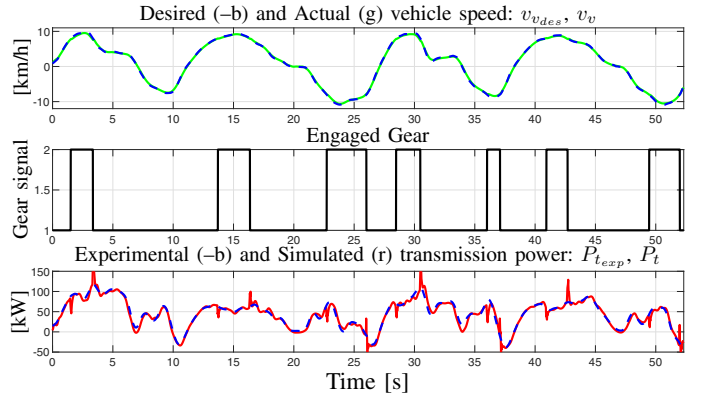 Desired (–b) and Actual (g) vehicle speed: v_{v_{des}}, v_v
10
0
-10
[km/h]
0 5 10 15 20 25 30 35 40 45 50
Engaged Gear
2
1.5
1
Gear signal
0 5 10 15 20 25 30 35 40 45 50
Experimental (–b) and Simulated (r) transmission power: P_{t_{exp}}, P_t
150
100
50
0
-50
[kW]
0 5 10 15 20 25 30 35 40 45 50
Time [s]